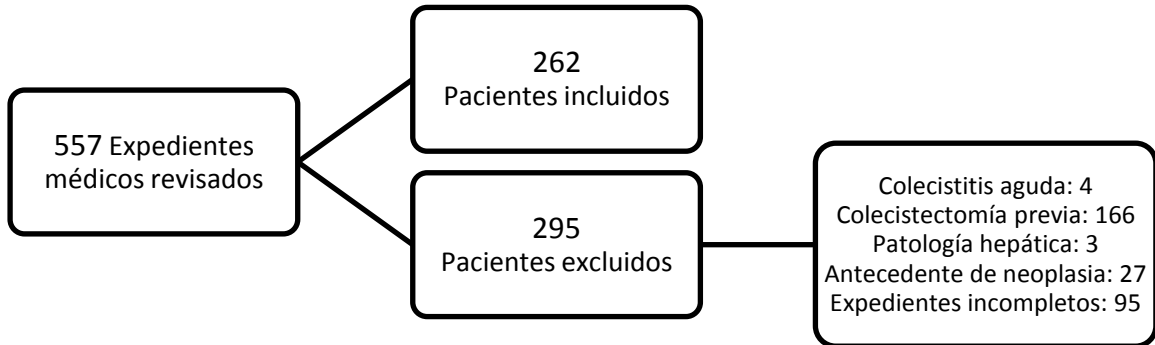 557 Expedientes
médicos revisados
262
Pacientes incluidos
295
Pacientes excluidos
Colecistitis aguda: 4
Colecistectomía previa: 166
Patología hepática: 3
Antecedente de neoplasia: 27
Expedientes incompletos: 95